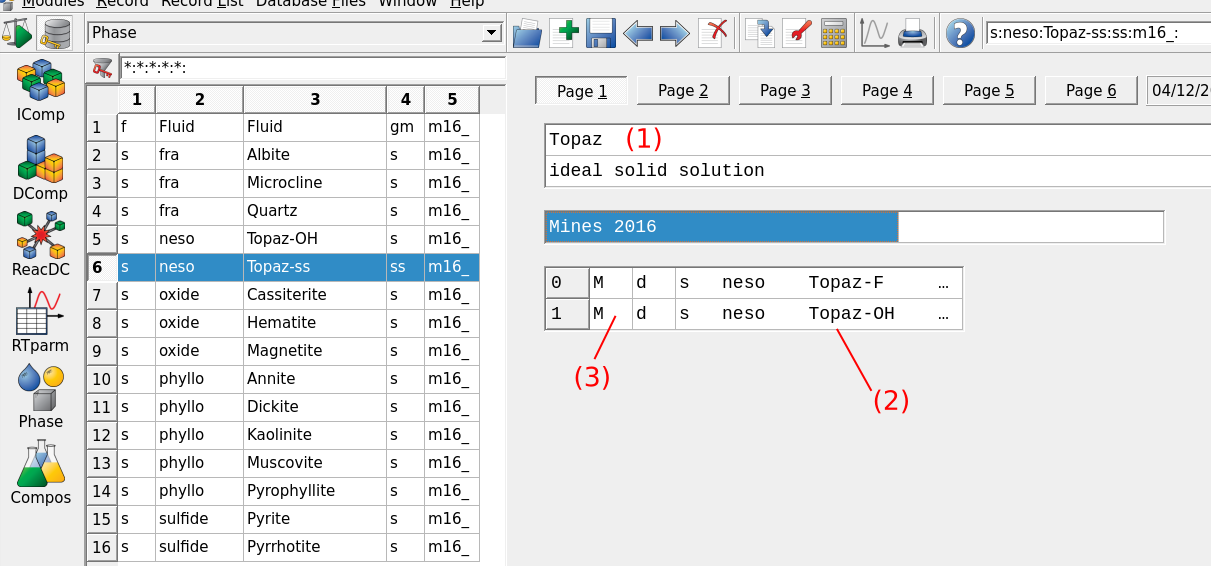 Modules Record Record List Database Files Window Help
Phase
s:neso:Topaz-ss:ss:m16_:
*:*:*:*:*:
Page 1 Page 2 Page 3 Page 4 Page 5 Page 6 04/12/2
IComp
DComp
ReacDC
RTparm
Phase
Compos
1 2 3 4 5
1 f Fluid Fluid gm m16_
2 s fra Albite s m16_
3 s fra Microcline s m16_
4 s fra Quartz s m16_
5 s neso Topaz-OH s m16_
6 s neso Topaz-ss ss m16_
7 s oxide Cassiterite s m16_
8 s oxide Hematite s m16_
9 s oxide Magnetite s m16_
10 s phyllo Annite s m16_
11 s phyllo Dickite s m16_
12 s phyllo Kaolinite s m16_
13 s phyllo Muscovite s m16_
14 s phyllo Pyrophyllite s m16_
15 s sulfide Pyrite s m16_
16 s sulfide Pyrrhotite s m16_
Topaz (1)
ideal solid solution
Mines 2016
0 M d s neso Topaz-F …
1 M d s neso Topaz-OH …
(3)
(2)